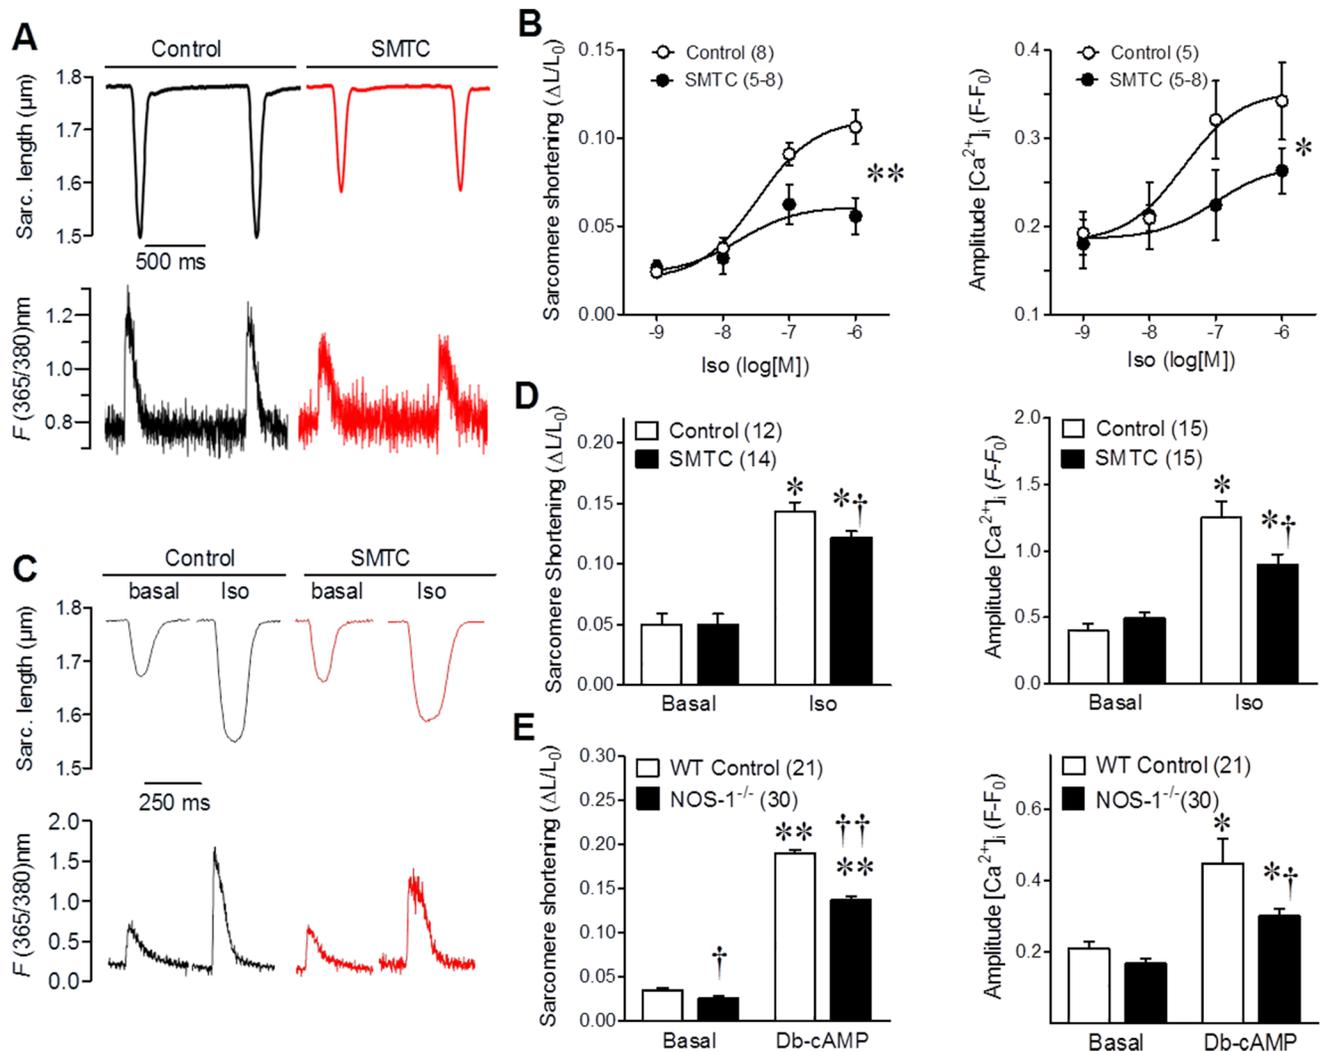 A
Control
SMTC
Sarc. length (µm)
1.8
1.7
1.6
1.5
500 ms
F (365/380)nm
1.2
1.0
0.8
B
Sarcomere shortening (ΔL/L0)
0.15
0.10
0.05
0.00
Control (8)
SMTC (5-8)
**
-9
-8
-7
-6
Iso (log[M])
Amplitude [Ca2+]i (F-F0)
0.4
0.3
0.2
0.1
Control (5)
SMTC (5-8)
*
-9
-8
-7
-6
Iso (log[M])
C
Control
SMTC
basal
Iso
basal
Iso
Sarc. length (µm)
1.8
1.7
1.6
1.5
250 ms
F (365/380)nm
2.0
1.5
1.0
0.5
0.0
D
Sarcomere Shortening (ΔL/L0)
0.20
0.15
0.10
0.05
0.00
Control (12)
SMTC (14)
*
*†
Basal
Iso
Amplitude [Ca2+]i (F-F0)
2.0
1.5
1.0
0.5
0.0
Control (15)
SMTC (15)
*
*†
Basal
Iso
E
Sarcomere shortening (ΔL/L0)
0.30
0.25
0.20
0.15
0.10
0.05
0.00
WT Control (21)
NOS-1-/- (30)
†
**
††
**
Basal
Db-cAMP
Amplitude [Ca2+]i (F-F0)
0.6
0.4
0.2
WT Control (21)
NOS-1-/-(30)
*
*†
Basal
Db-cAMP